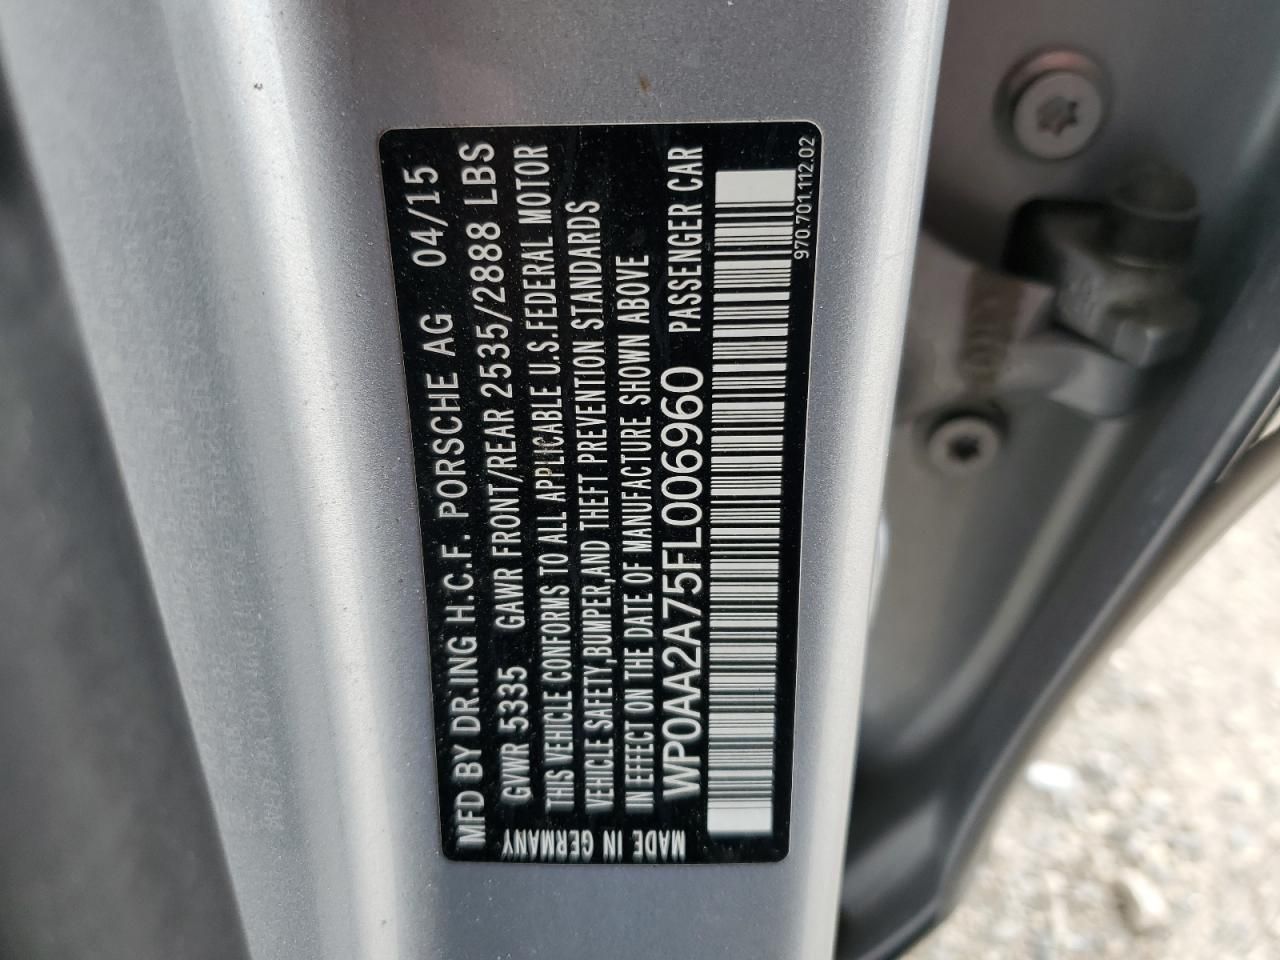 MFD BY DR.ING H.C.F. PORSCHE AG 04/15
GVWR 5335 GAWR FRONT/REAR 2535/2888 LBS
THIS VEHICLE CONFORMS TO ALL APPLICABLE U.S.FEDERAL MOTOR
VEHICLE SAFETY,BUMPER,AND THEFT PREVENTION STANDARDS
IN EFFECT ON THE DATE OF MANUFACTURE SHOWN ABOVE
WP0AA2A75FL006960 PASSENGER CAR
MADE IN GERMANY
970.701.112.02